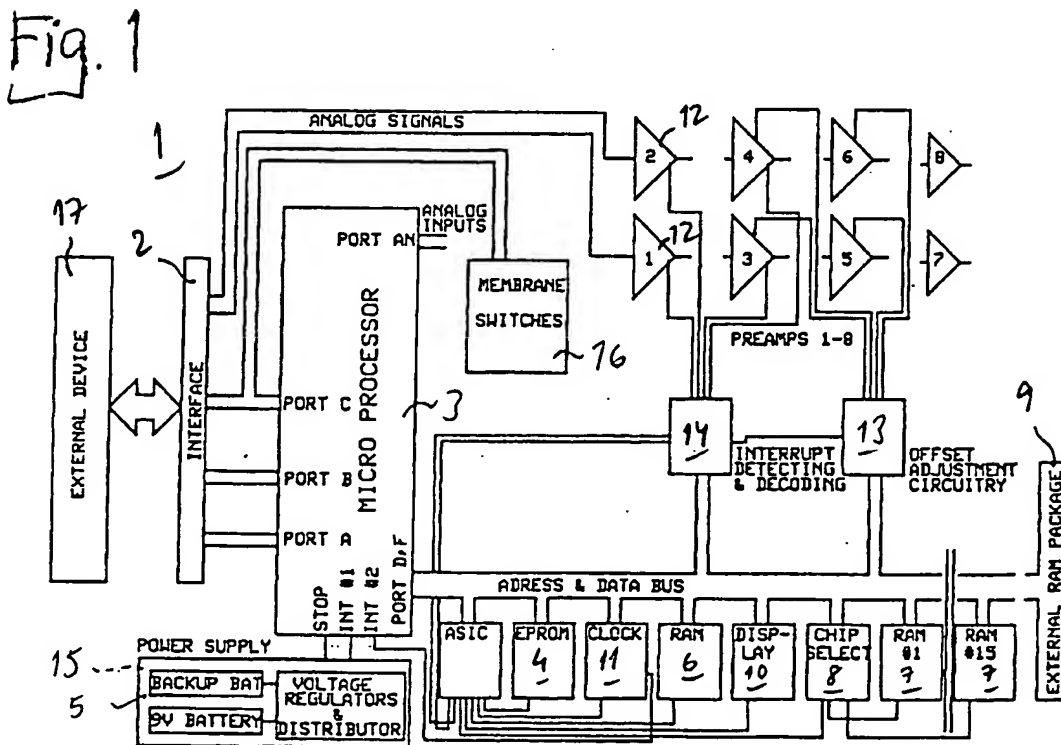 Fig. 1
1
ANALOG SIGNALS
12
2
4
6
8
17
2
PORT AN
ANALOG
INPUTS
12
1
3
5
7
MEMBRANE
SWITCHES
16
PREAMPS 1-8
EXTERNAL DEVICE
INTERFACE
MICRO PROCESSOR
3
PORT C
PORT B
PORT A
STOP
INT #1
INT #2
PORT D,F
14
INTERRUPT
DETECTING
& DECODING
13
OFFSET
ADJUSTMENT
CIRCUITRY
9
EXTERNAL RAM PACKAGE
ADRESS & DATA BUS
ASIC
EPROM
4
CLOCK
11
RAM
6
DISP-
LAY
10
CHIP
SELECT
8
RAM
#1
7
RAM
#15
7
POWER SUPPLY
15
5
BACKUP BAT
9V BATTERY
VOLTAGE
REGULATORS
&
DISTRIBUTOR